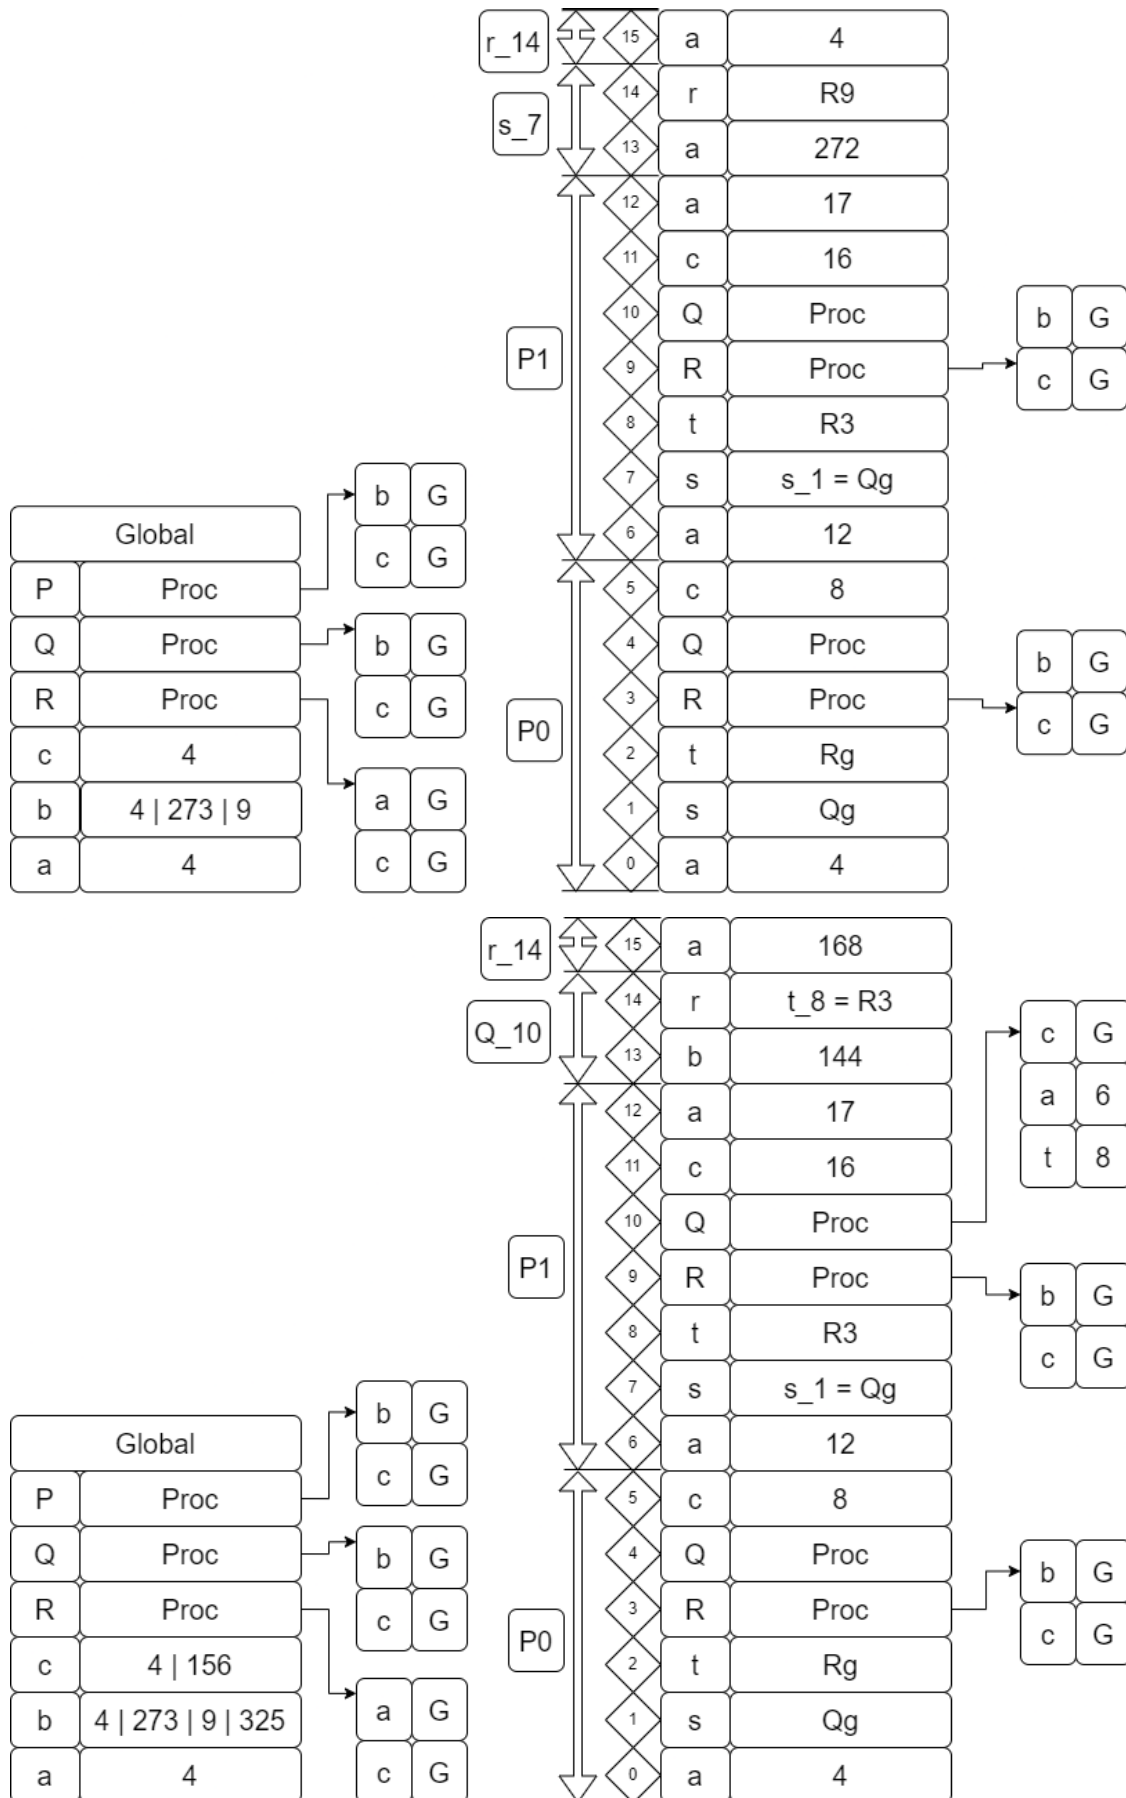 r_14 15 a 4
14 r R9
s_7
13 a 272
12 a 17
11 c 16
10 Q Proc b G
P1
9 R Proc c G
8 t R3
7 s s_1 = Qg
b G
6 a 12
Global
c G
P Proc 5 c 8
Q Proc b G 4 Q Proc b G
R Proc c G P0 3 R Proc c G
c 4 2 t Rg
b 4 | 273 | 9 a G 1 s Qg
a 4 c G 0 a 4
r_14 15 a 168
14 r t_8 = R3 c G
Q_10
13 b 144
12 a 17 a 6
11 c 16 t 8
10 Q Proc
P1 9 R Proc b G
8 t R3 c G
7 s s_1 = Qg
b G
Global 6 a 12
c G
P Proc 5 c 8
Q Proc b G 4 Q Proc b G
R Proc c G P0 3 R Proc c G
c 4 | 156 2 t Rg
b 4 | 273 | 9 | 325 a G 1 s Qg
a 4 c G 0 a 4